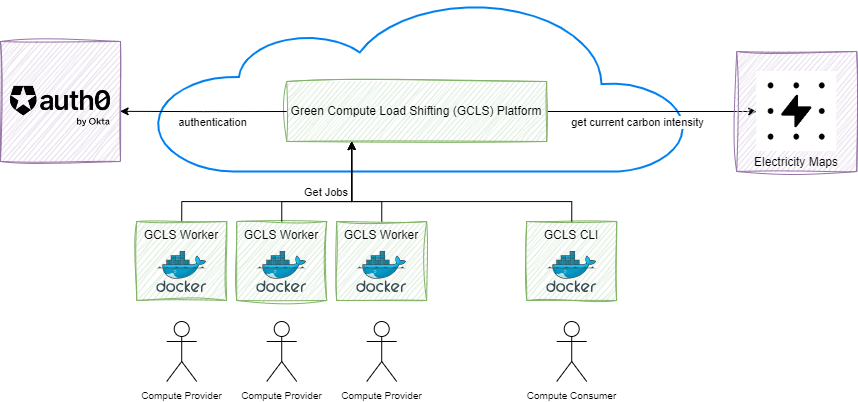 auth0
by Okta
authentication
Green Compute Load Shifting (GCLS) Platform
get current carbon intensity
Electricity Maps
Get Jobs
GCLS Worker
docker
GCLS Worker
docker
GCLS Worker
docker
GCLS CLI
docker
Compute Provider
Compute Provider
Compute Provider
Compute Consumer